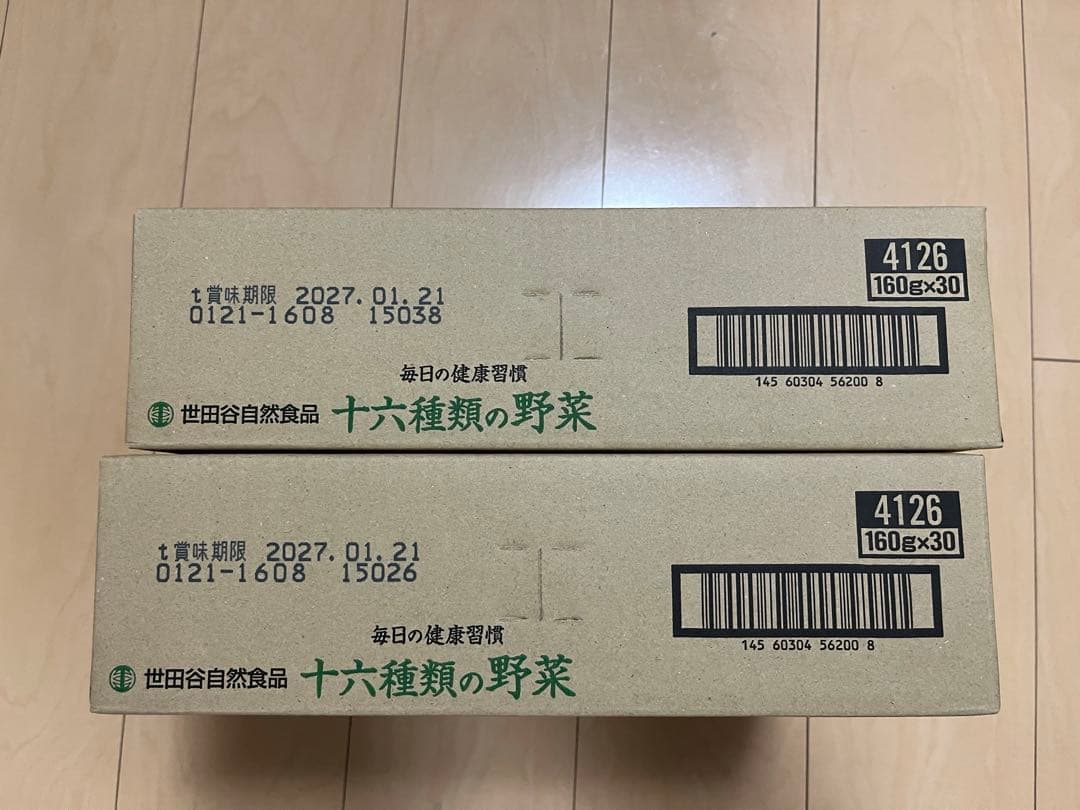 4126
160g×30
t賞味期限 2027.01.21
0121-1608 15038
145 60304 56200 8
毎日の健康習慣
世田谷自然食品 十六種類の野菜
4126
160g×30
t賞味期限 2027.01.21
0121-1608 15026
145 60304 56200 8
毎日の健康習慣
世田谷自然食品 十六種類の野菜